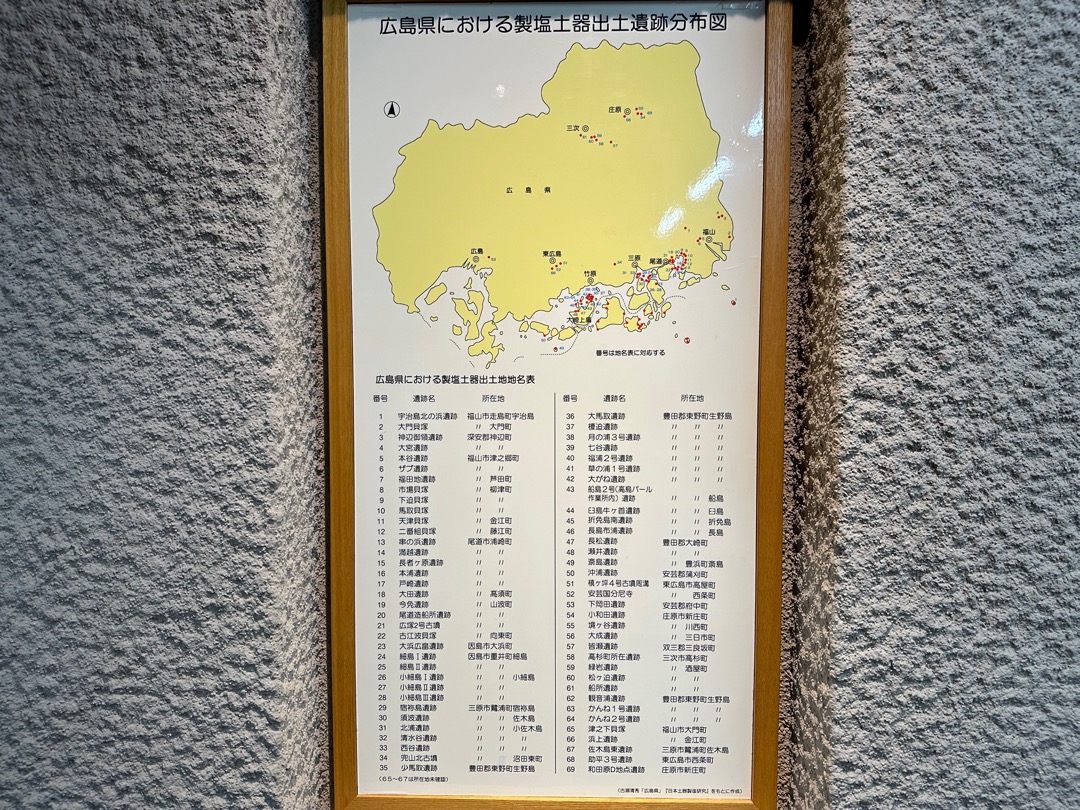 広島県における製塩土器出土遺跡分布図
庄原
三次
広島県
福山
広島
東広島
三原
尾道
竹原
大崎上島
番号は地名表に対応する
広島県における製塩土器出土地地名表
番号 遺跡名 所在地
1 宇治島北の浜遺跡 福山市走島町宇治島
2 大門貝塚 〃 大門町
3 神辺御領遺跡 深安郡神辺町
4 大宮遺跡 〃 〃
5 本谷遺跡 福山市津之郷町
6 ザブ遺跡 〃 〃
7 福田地遺跡 〃 芦田町
8 市場貝塚 〃 柳津町
9 下迫貝塚 〃 〃
10 馬取貝塚 〃 〃
11 天津貝塚 〃 金江町
12 二番組貝塚 〃 藤江町
13 串の浜遺跡 尾道市浦崎町
14 満越遺跡 〃 〃
15 長者ヶ原遺跡 〃 〃
16 本浦遺跡 〃 〃
17 戸崎遺跡 〃 〃
18 大田遺跡 〃 高須町
19 今免遺跡 〃 山波町
20 尾道造船所遺跡 〃 〃
21 広塚2号古墳 〃 〃
22 古江波貝塚 〃 向東町
23 大浜広畠遺跡 因島市大浜町
24 細島Ⅰ遺跡 因島市重井町細島
25 細島Ⅱ遺跡 〃 〃
26 小細島Ⅰ遺跡 〃 〃 小細島
27 小細島Ⅱ遺跡 〃 〃
28 小細島Ⅲ遺跡 〃 〃
29 宿祢島遺跡 三原市鷺浦町宿祢島
30 須波遺跡 〃 〃 佐木島
31 北浦遺跡 〃 〃 小佐木島
32 清水谷遺跡 〃 〃 〃
33 西谷遺跡 〃 〃 〃
34 兜山北古墳 〃 沼田東町
35 少馬取遺跡 豊田郡東野町生野島
(65~67は所在地未確認)
番号 遺跡名 所在地
36 大馬取遺跡 豊田郡東野町生野島
37 榎迫遺跡 〃 〃 〃
38 月の浦3号遺跡 〃 〃 〃
39 七谷遺跡 〃 〃 〃
40 福浦2号遺跡 〃 〃 〃
41 草の浦1号遺跡 〃 〃 〃
42 大がね遺跡 〃 〃 〃
43 船島2号(高島パール
作業所内)遺跡 〃 〃 船島
44 臼島牛ヶ首遺跡 〃 〃 臼島
45 折免島南遺跡 〃 〃 折免島
46 長島布浦遺跡 〃 〃 長島
47 長松遺跡 豊田郡大崎町
48 瀬井遺跡 〃 〃
49 斎島遺跡 〃 豊浜町斎島
50 沖浦遺跡 安芸郡蒲刈町
51 槙ヶ坪4号古墳周溝 東広島市高屋町
52 安芸国分尼寺 〃 西条町
53 下岡田遺跡 安芸郡府中町
54 小和田遺跡 庄原市新庄町
55 境ヶ谷遺跡 〃 川西町
56 大成遺跡 〃 三日市町
57 皆瀬遺跡 双三郡三良坂町
58 高杉町所在遺跡 三次市高杉町
59 緑岩遺跡 〃 酒屋町
60 松ヶ迫遺跡 〃 〃
61 船所遺跡 〃 〃
62 観音浦遺跡 豊田郡東野町生野島
63 かんね1号遺跡 〃 〃 〃
64 かんね2号遺跡 〃 〃 〃
65 津之下貝塚 福山市大門町
66 浜上遺跡 〃 金江町
67 佐木島東遺跡 三原市鷺浦町佐木島
68 助平3号遺跡 東広島市西条町
69 和田原D地点遺跡 庄原市新庄町
(古瀬清秀「広島県」『日本土器製塩研究』をもとに作成)